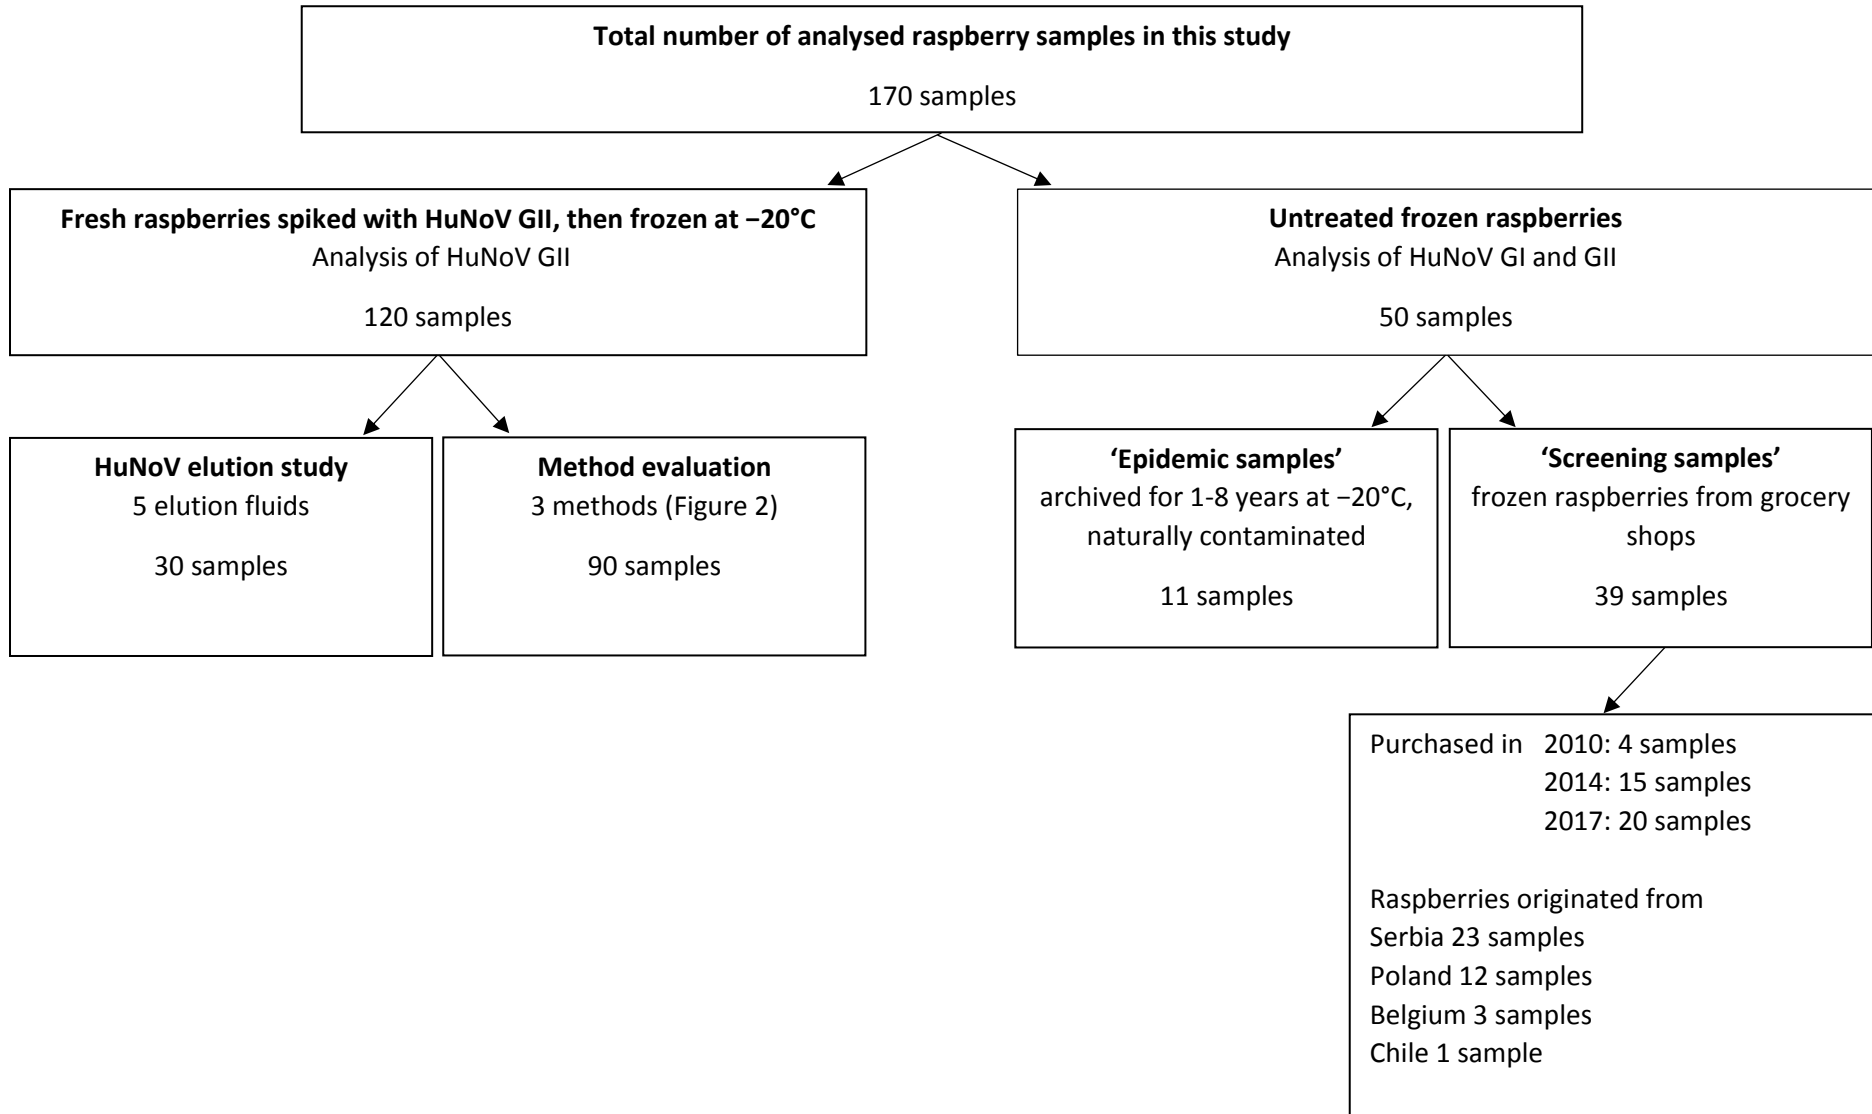 Total number of analysed raspberry samples in this study
170 samples
Fresh raspberries spiked with HuNoV GII, then frozen at −20°C
Analysis of HuNoV GII
120 samples
Untreated frozen raspberries
Analysis of HuNoV GI and GII
50 samples
HuNoV elution study
5 elution fluids
30 samples
Method evaluation
3 methods (Figure 2)
90 samples
‘Epidemic samples’
archived for 1-8 years at −20°C,
naturally contaminated
11 samples
‘Screening samples’
frozen raspberries from grocery
shops
39 samples
Purchased in 2010: 4 samples
2014: 15 samples
2017: 20 samples
Raspberries originated from
Serbia 23 samples
Poland 12 samples
Belgium 3 samples
Chile 1 sample